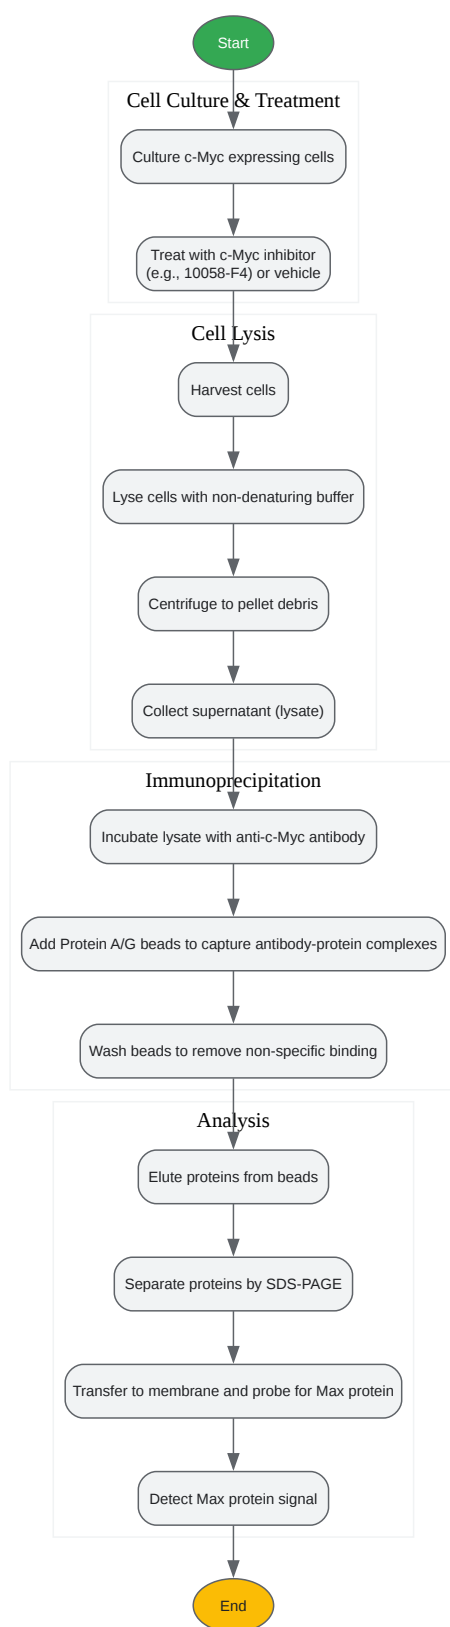 Start
Cell Culture & Treatment
Culture c-Myc expressing cells
Treat with c-Myc inhibitor
(e.g., 10058-F4) or vehicle
Cell Lysis
Harvest cells
Lyse cells with non-denaturing buffer
Centrifuge to pellet debris
Collect supernatant (lysate)
Immunoprecipitation
Incubate lysate with anti-c-Myc antibody
Add Protein A/G beads to capture antibody-protein complexes
Wash beads to remove non-specific binding
Analysis
Elute proteins from beads
Separate proteins by SDS-PAGE
Transfer to membrane and probe for Max protein
Detect Max protein signal
End